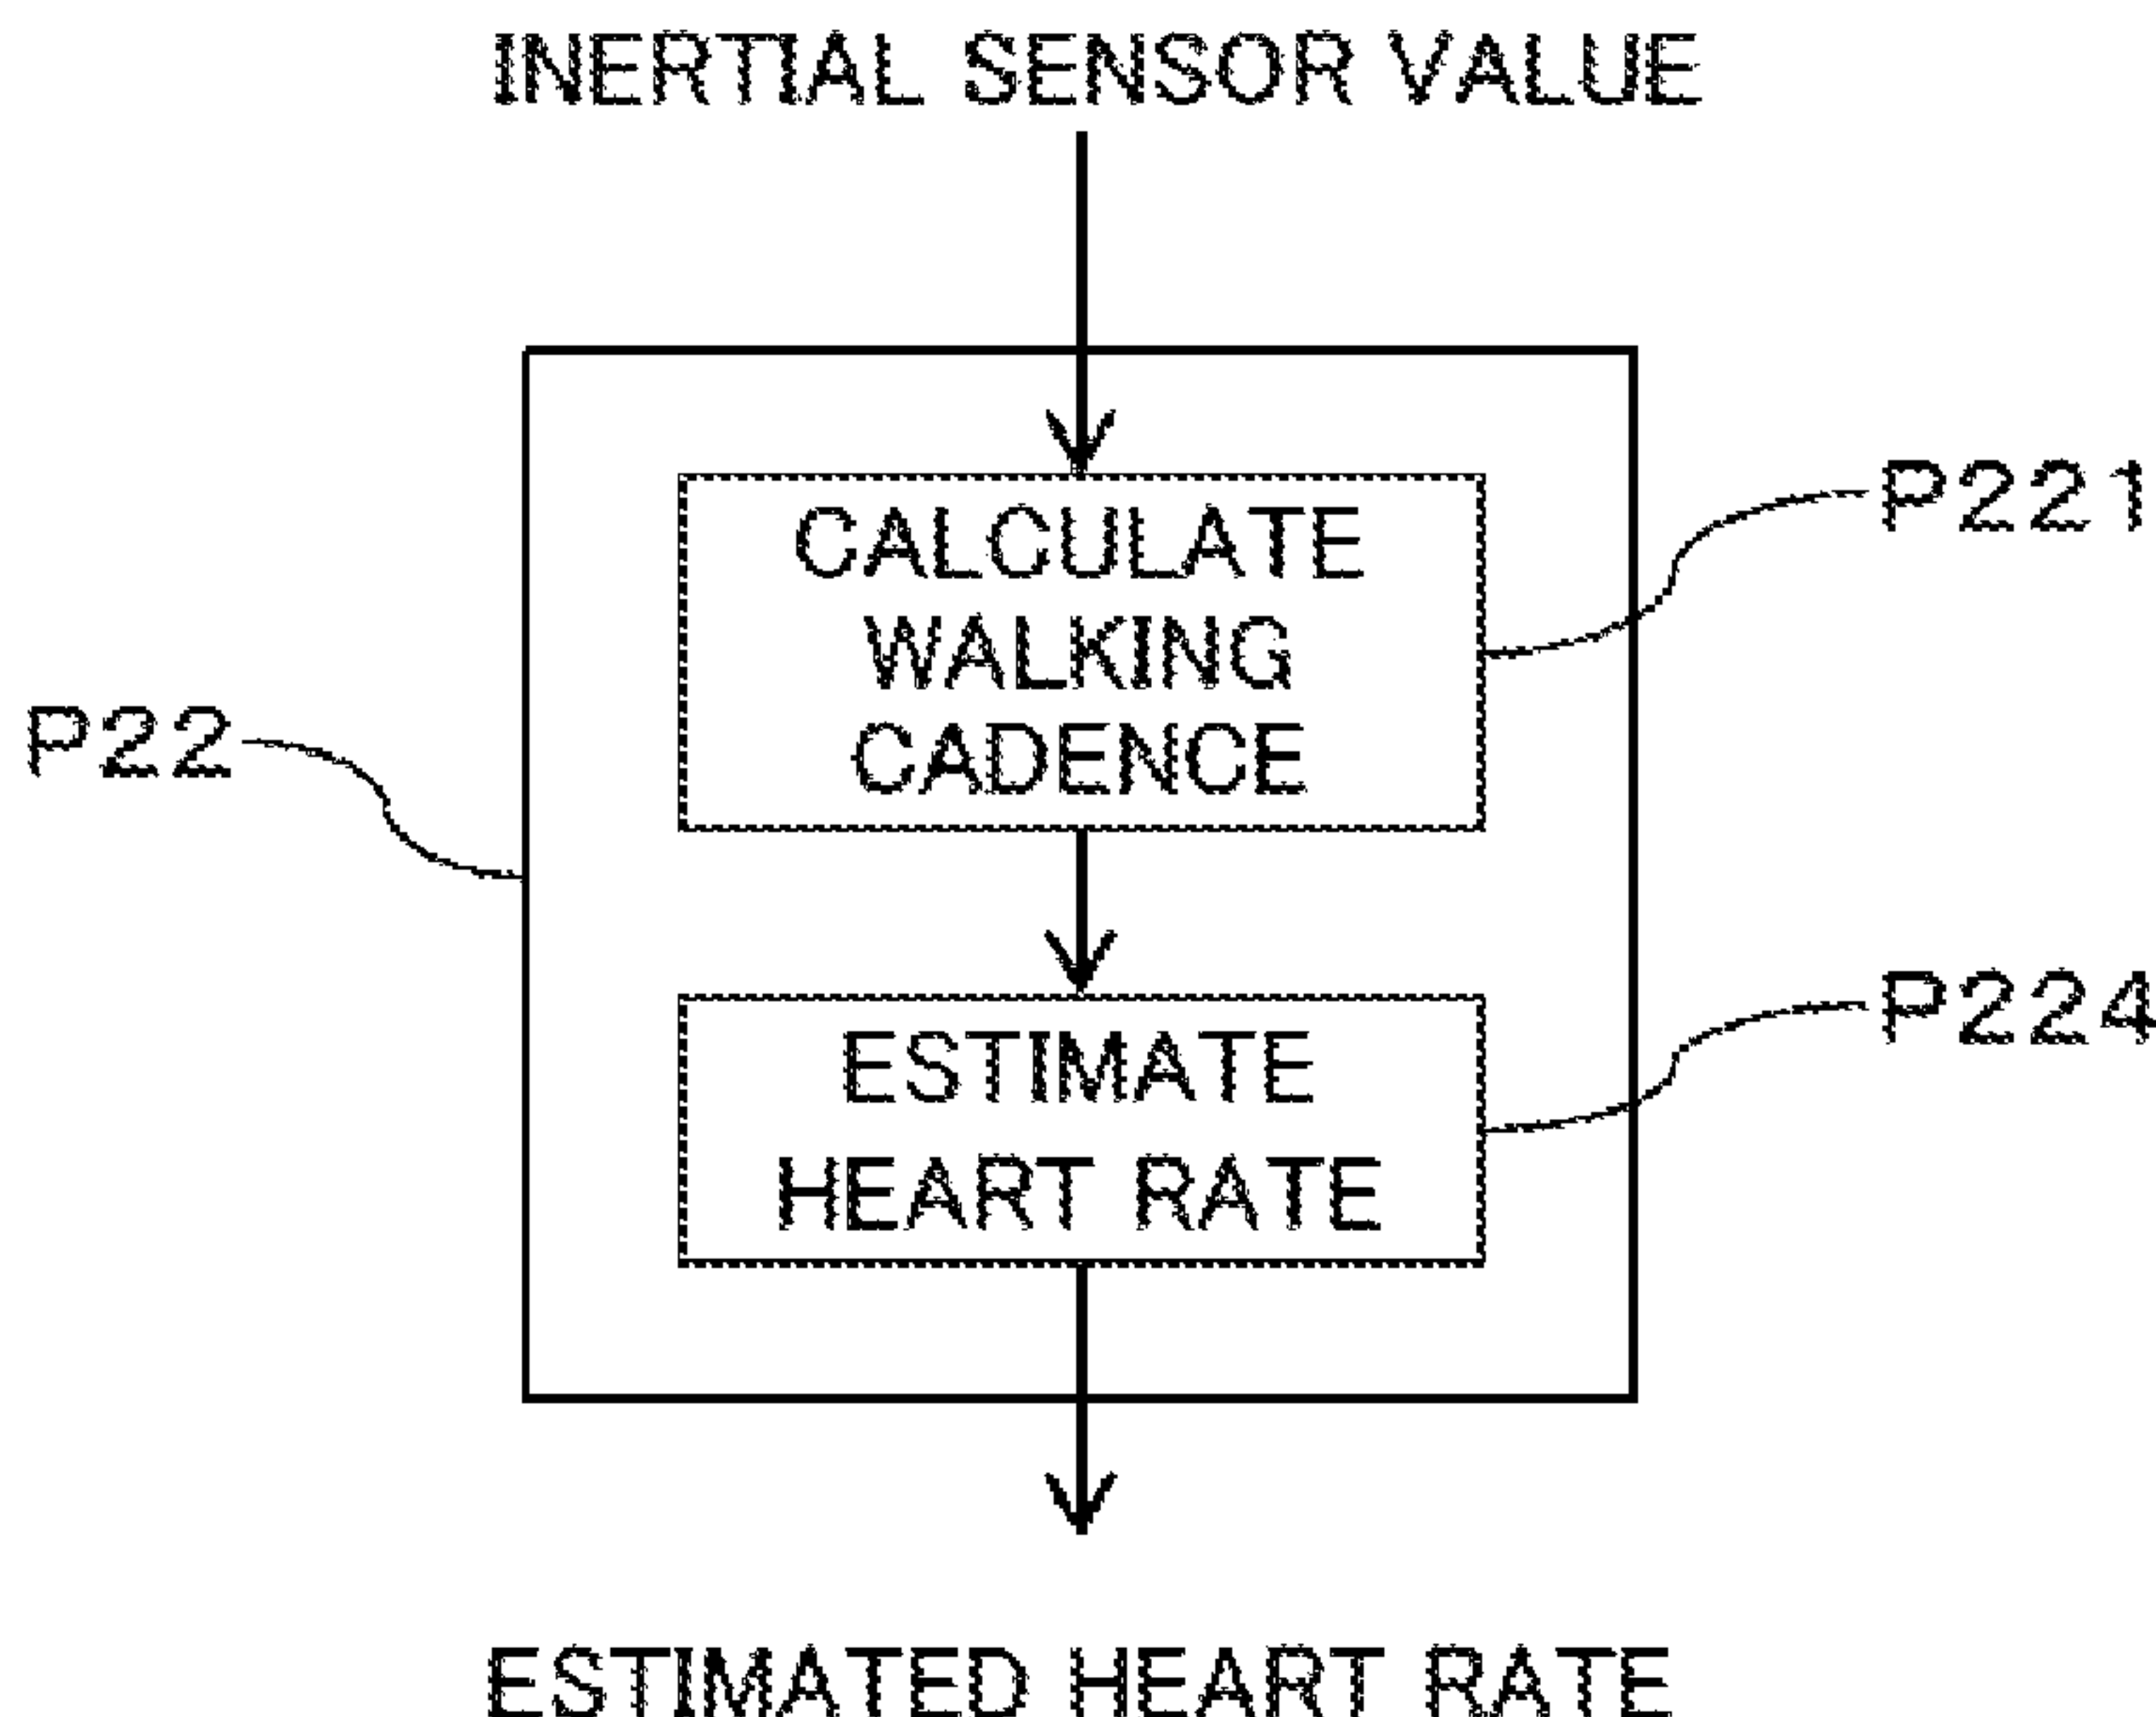 INERTIAL SENSOR VALUE
CALCULATE
WALKING
CADENCE
P221
P22
P224
ESTIMATE
HEART RATE
ESTIMATED HEART RATE